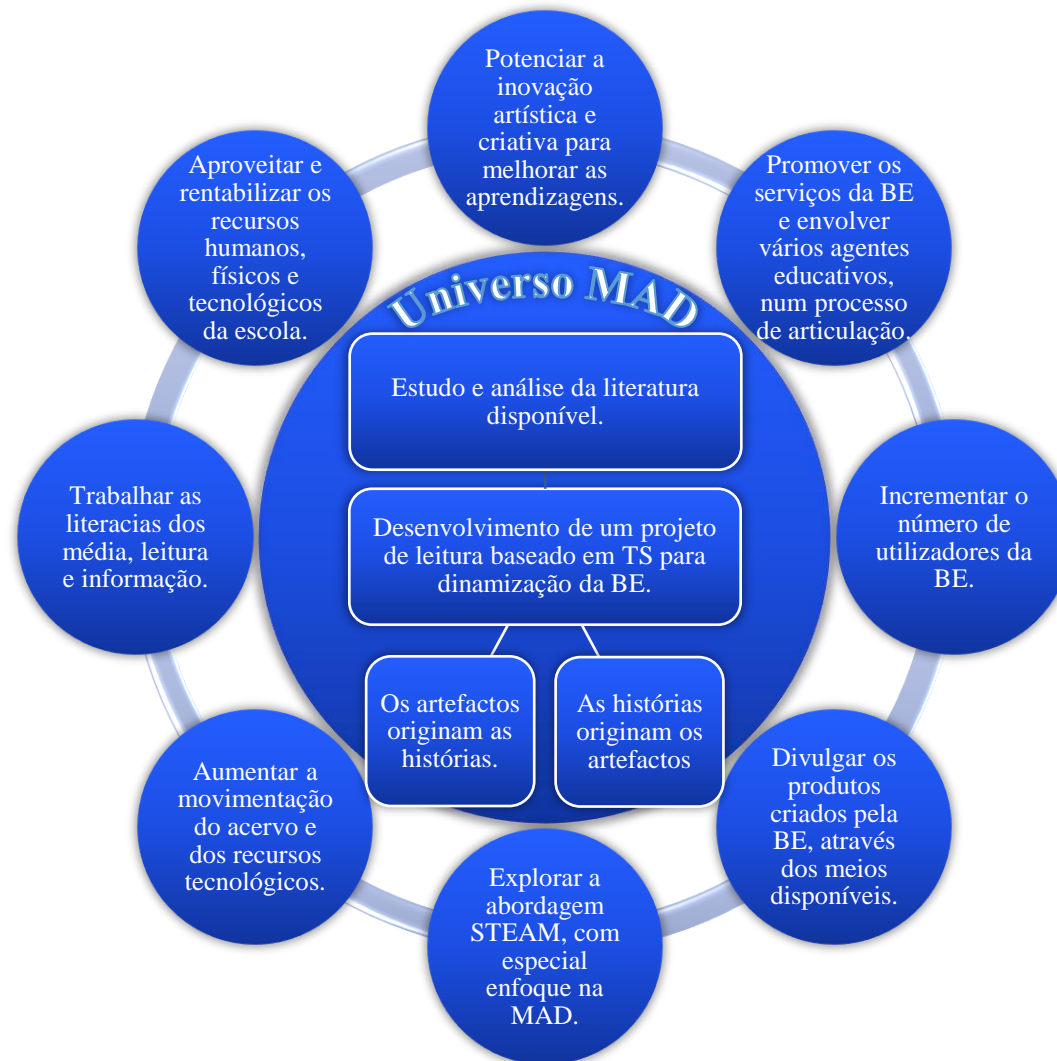 Potenciar a
inovação
artística e
criativa para
melhorar as
aprendizagens.
Promover os
serviços da BE
e envolver
vários agentes
educativos,
num processo
de articulação.
Incrementar o
número de
utilizadores da
BE.
Divulgar os
produtos
criados pela
BE, através
dos meios
disponíveis.
Explorar a
abordagem
STEAM, com
especial
enfoque na
MAD.
Aumentar a
movimentação
do acervo e
dos recursos
tecnológicos.
Trabalhar as
literacias dos
média, leitura
e informação.
Aproveitar e
rentabilizar os
recursos
humanos,
físicos e
tecnológicos
da escola.
Universo MAD
Estudo e análise da literatura
disponível.
Desenvolvimento de um projeto
de leitura baseado em TS para
dinamização da BE.
Os artefactos
originam as
histórias.
As histórias
originam os
artefactos